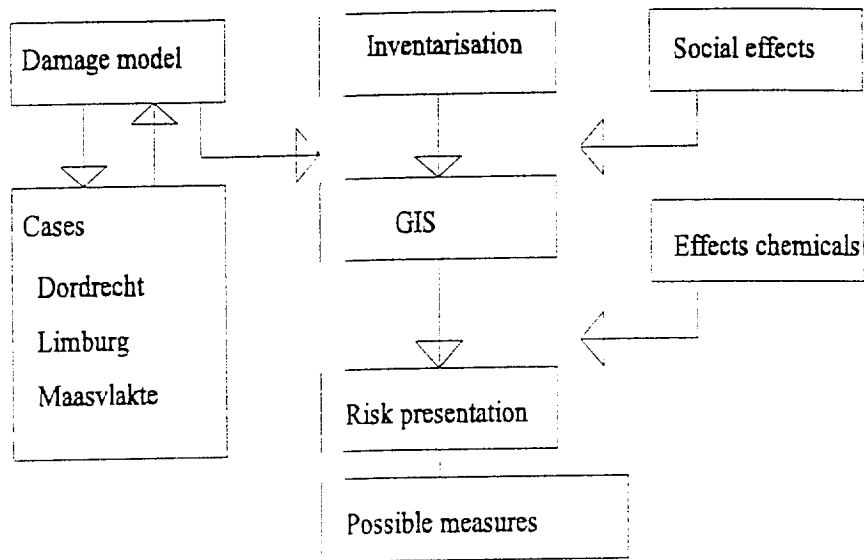 Damage model
Inventarisation
Social effects
Cases
Dordrecht
Limburg
Maasvlakte
GIS
Effects chemicals
Risk presentation
Possible measures